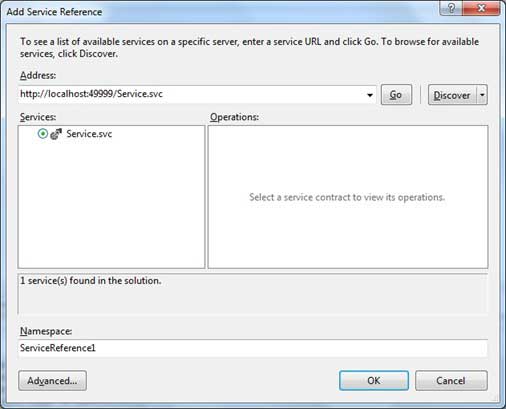 Add Service Reference
To see a list of available services on a specific server, enter a service URL and click Go. To browse for available
services, click Discover.
Address:
http://localhost:49999/Service.svc
Go
Discover
Services:
Operations:
Service.svc
Select a service contract to view its operations.
1 service(s) found in the solution.
Namespace:
ServiceReference1
Advanced...
OK
Cancel